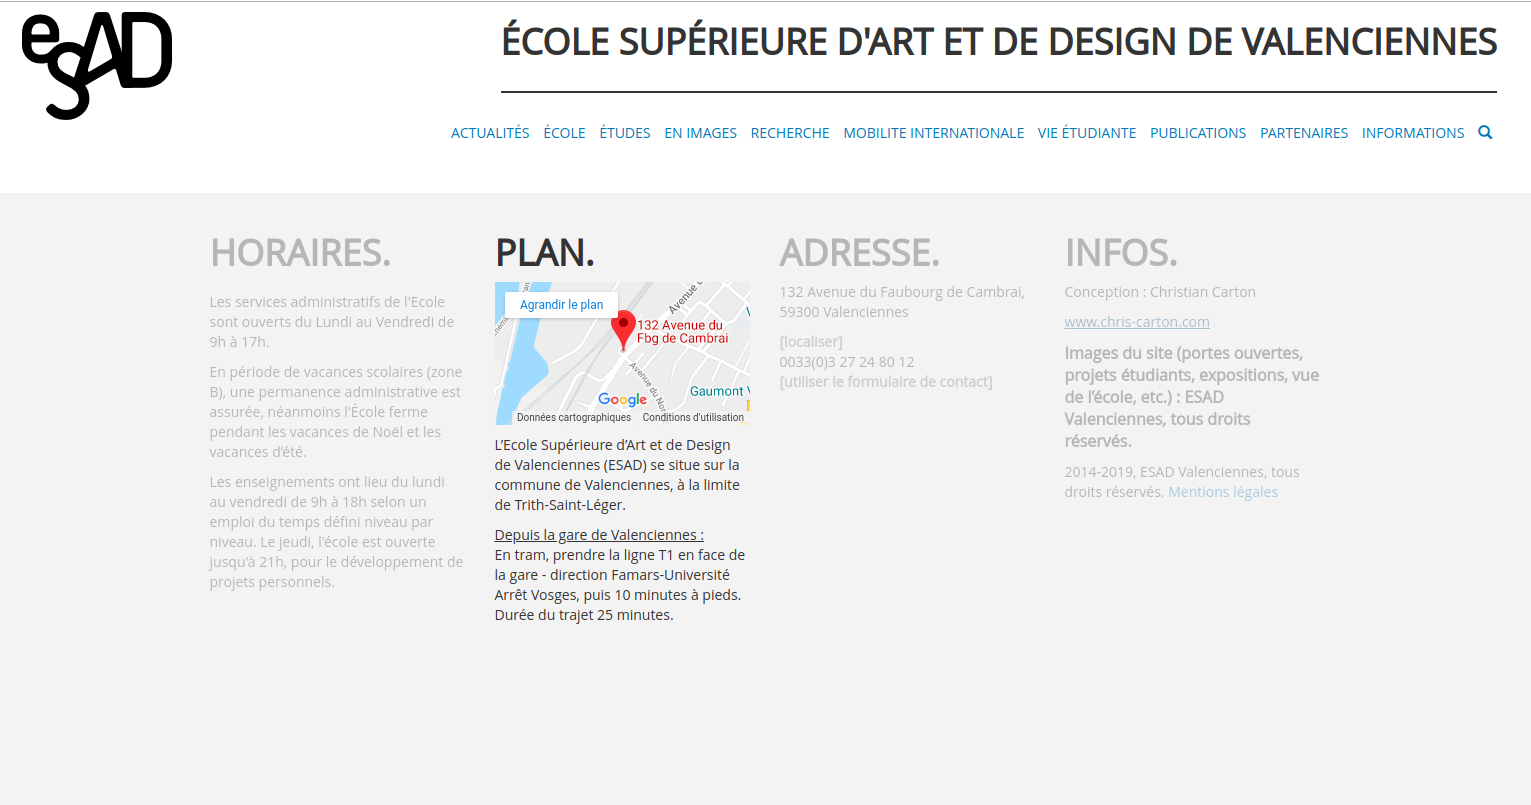 esAD
ÉCOLE SUPÉRIEURE D'ART ET DE DESIGN DE VALENCIENNES
ACTUALITÉS ÉCOLE ÉTUDES EN IMAGES RECHERCHE MOBILITE INTERNATIONALE VIE ÉTUDIANTE PUBLICATIONS PARTENAIRES INFORMATIONS
HORAIRES.
Les services administratifs de l'Ecole
sont ouverts du Lundi au Vendredi de
9h à 17h.
En période de vacances scolaires (zone
B), une permanence administrative est
assurée, néanmoins l'École ferme
pendant les vacances de Noël et les
vacances d'été.
Les enseignements ont lieu du lundi
au vendredi de 9h à 18h selon un
emploi du temps défini niveau par
niveau. Le jeudi, l'école est ouverte
jusqu'à 21h, pour le développement de
projets personnels.
PLAN.
Agrandir le plan
Avenue
132 Avenue du
Fbg de Cambrai
Avenue du
Gaumont
Google
Données cartographiques Conditions d'utilisation
L’Ecole Supérieure d’Art et de Design
de Valenciennes (ESAD) se situe sur la
commune de Valenciennes, à la limite
de Trith-Saint-Léger.
Depuis la gare de Valenciennes :
En tram, prendre la ligne T1 en face de
la gare - direction Famars-Université
Arrêt Vosges, puis 10 minutes à pieds.
Durée du trajet 25 minutes.
ADRESSE.
132 Avenue du Faubourg de Cambrai,
59300 Valenciennes
[localiser]
0033(0)3 27 24 80 12
[utiliser le formulaire de contact]
INFOS.
Conception : Christian Carton
www.chris-carton.com
Images du site (portes ouvertes,
projets étudiants, expositions, vue
de l’école, etc.) : ESAD
Valenciennes, tous droits
réservés.
2014-2019, ESAD Valenciennes, tous
droits réservés. Mentions légales